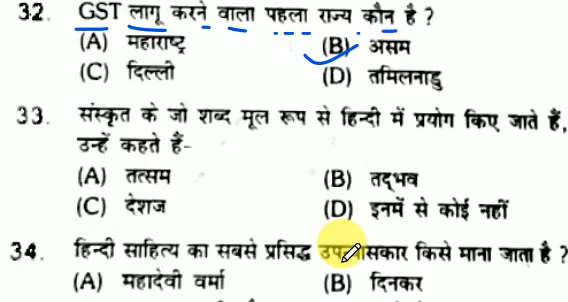 32. GST लागू करने वाला पहला राज्य कौन है ?
(A) महाराष्ट्र (B) असम
(C) दिल्ली (D) तमिलनाडु
33. संस्कृत के जो शब्द मूल रूप से हिन्दी में प्रयोग किए जाते हैं,
उन्हें कहते हैं-
(A) तत्सम (B) तद्भव
(C) देशज (D) इनमें से कोई नहीं
34. हिन्दी साहित्य का सबसे प्रसिद्ध उपन्यासकार किसे माना जाता है ?
(A) महादेवी वर्मा (B) दिनकर